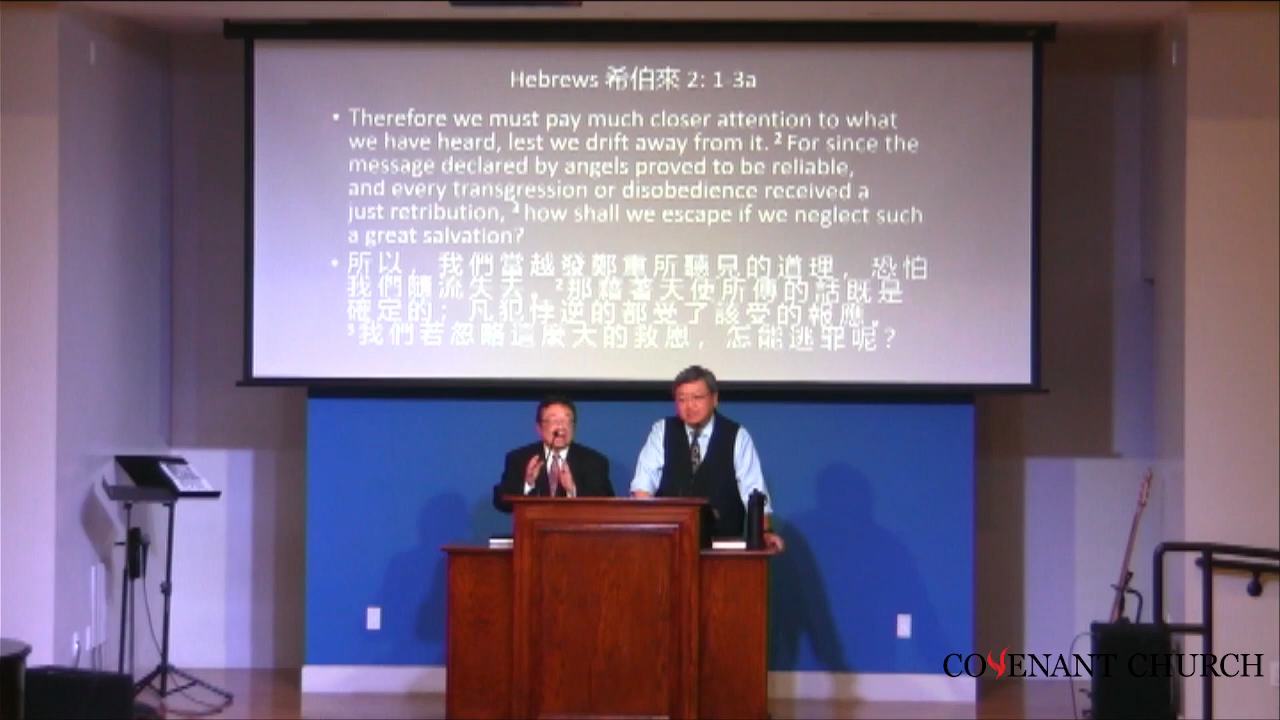 Hebrews 希伯來 2: 1-3a
• Therefore we must pay much closer attention to what
we have heard, lest we drift away from it. ² For since the
message declared by angels proved to be reliable,
and every transgression or disobedience received a
just retribution, ³ how shall we escape if we neglect such
a great salvation?
• 所以，我們當越發鄭重所聽見的道理，恐怕
我們隨流失去。²那藉著天使所傳的話既是
確定的；凡犯悖逆的都受了該受的報應。
³我們若忽略這麼大的救恩，怎能逃罪呢？
COVENANT CHURCH